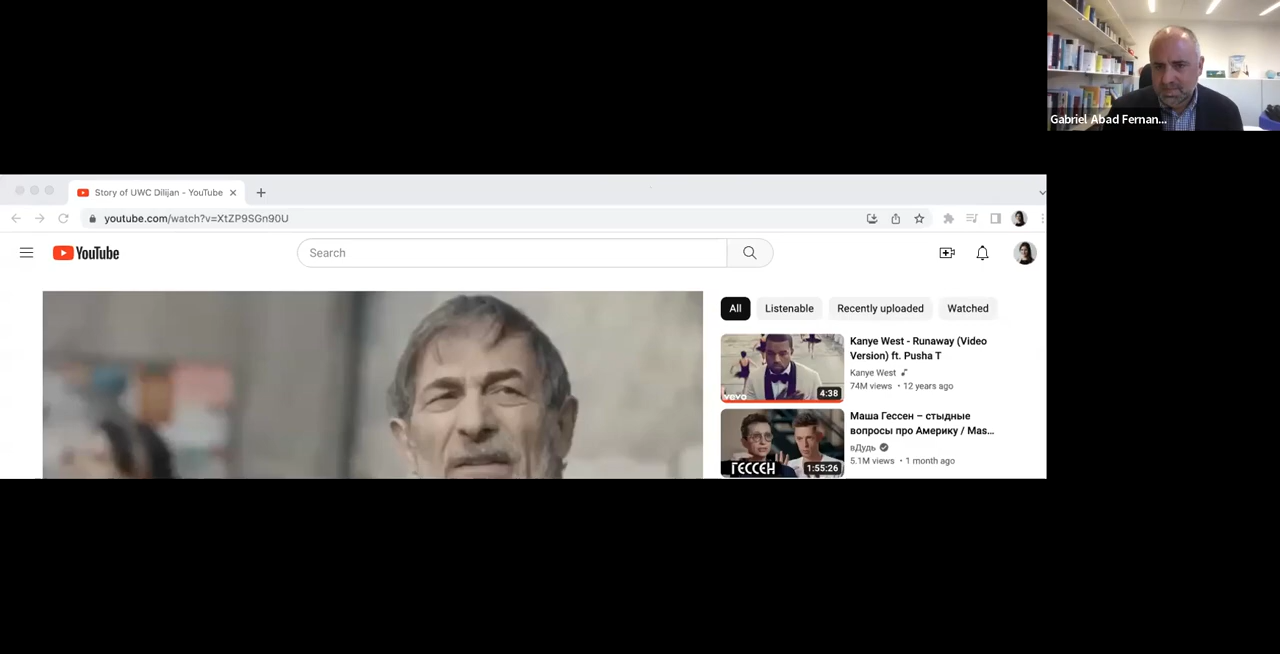 Gabriel Abad Fernan...
Story of UWC Dilijan - YouTube
youtube.com/watch?v=XtZP9SGn90U
YouTube
Search
All
Listenable
Recently uploaded
Watched
Kanye West - Runaway (Video
Version) ft. Pusha T
Kanye West
74M views • 12 years ago
vevo
4:38
Маша Гессен – стыдные
вопросы про Америку / Mas...
вДудь
5.1M views • 1 month ago
ГЕССЕН
1:55:26